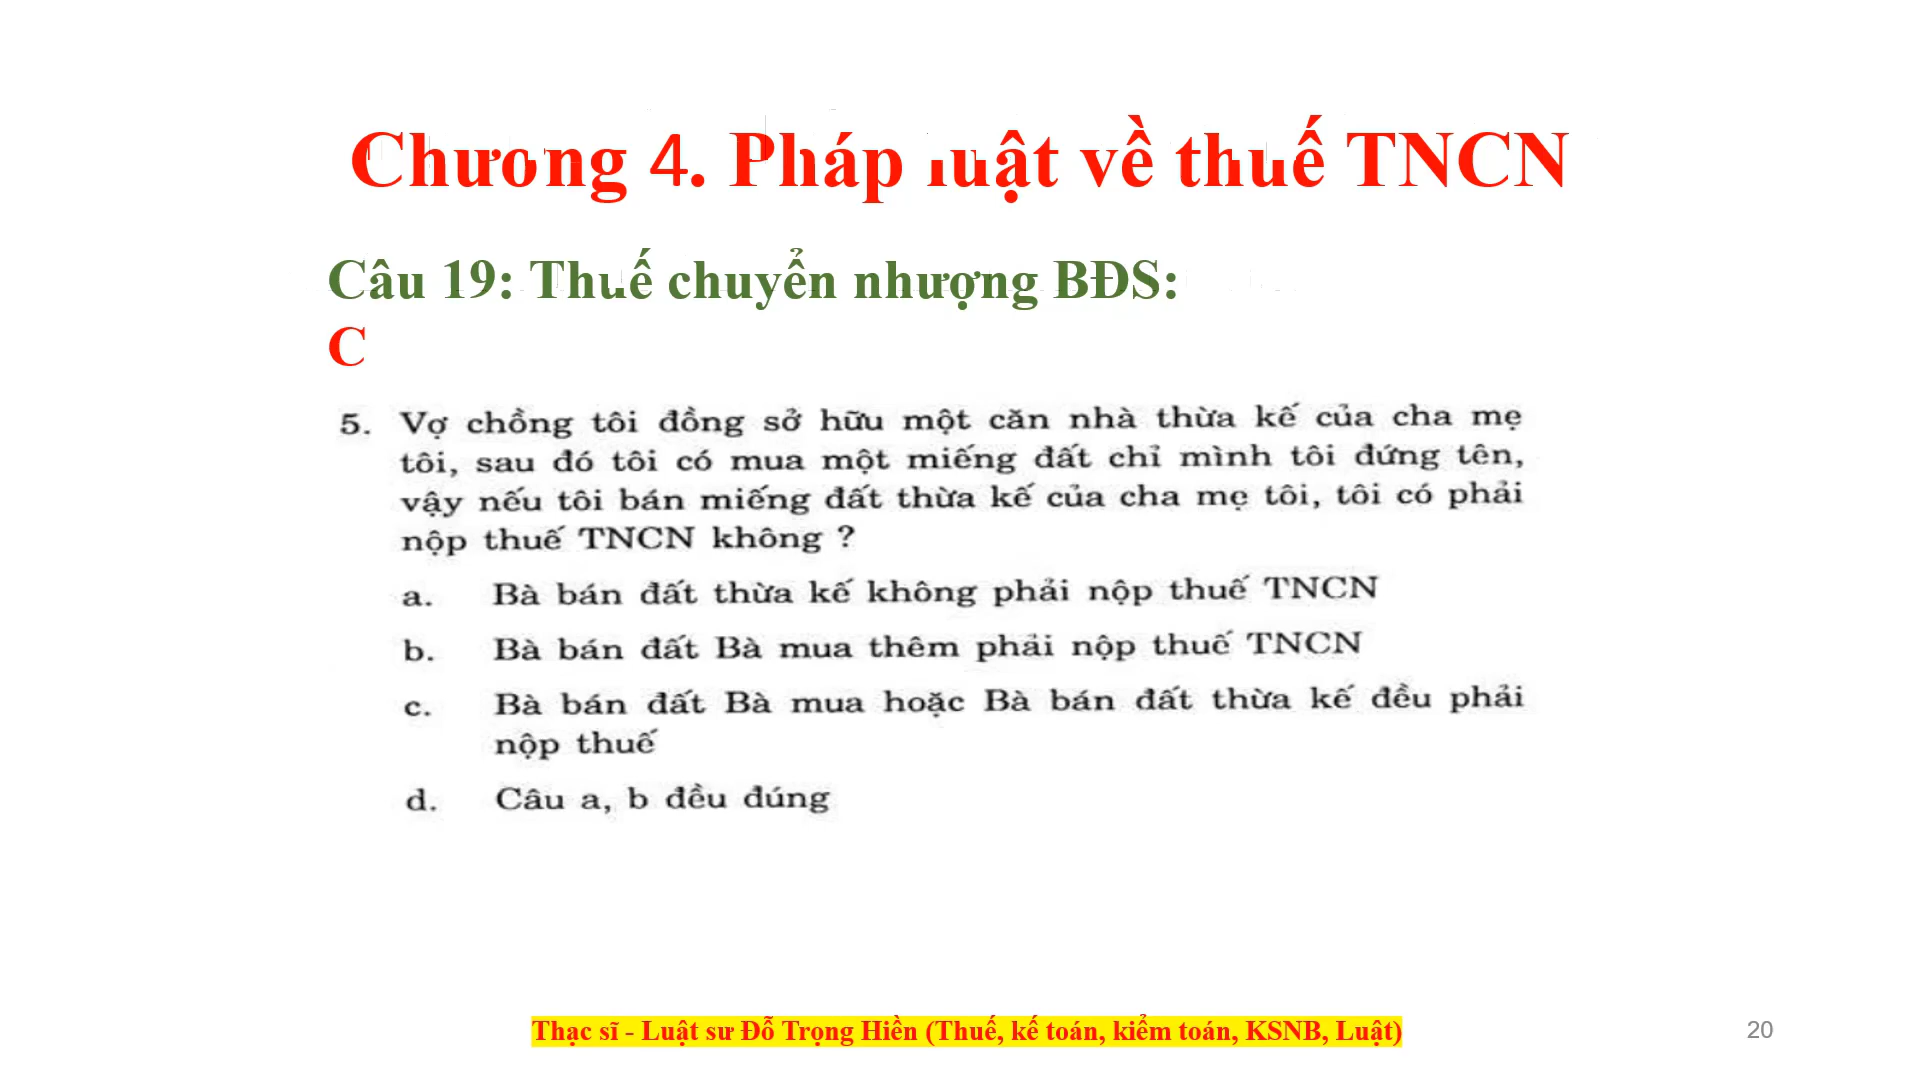 Chương 4. Pháp luật về thuế TNCN
Câu 19: Thuế chuyển nhượng BĐS:
C
5. Vợ chồng tôi đồng sở hữu một căn nhà thừa kế của cha mẹ
tôi, sau đó tôi có mua một miếng đất chỉ mình tôi đứng tên,
vậy nếu tôi bán miếng đất thừa kế của cha mẹ tôi, tôi có phải
nộp thuế TNCN không ?
a. Bà bán đất thừa kế không phải nộp thuế TNCN
b. Bà bán đất Bà mua thêm phải nộp thuế TNCN
c. Bà bán đất Bà mua hoặc Bà bán đất thừa kế đều phải
nộp thuế
d. Câu a, b đều đúng
Thạc sĩ - Luật sư Đỗ Trọng Hiền (Thuế, kế toán, kiểm toán, KSNB, Luật)
20